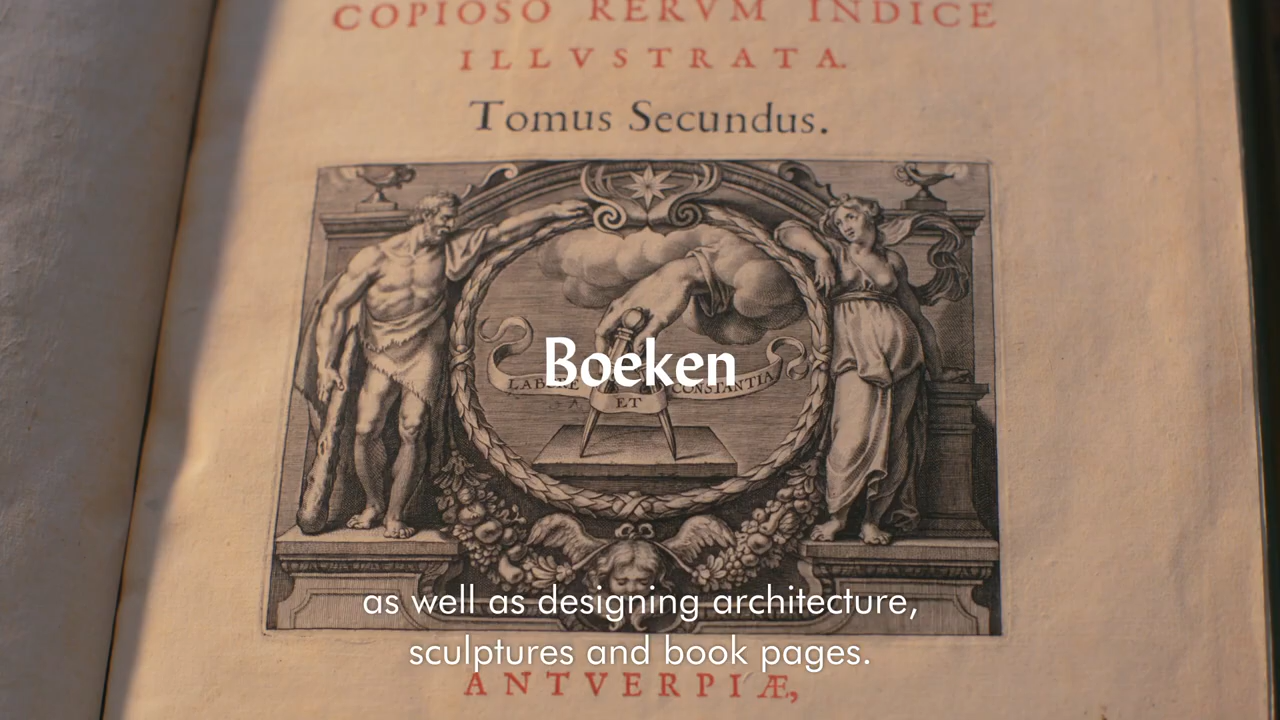 COPIOSO RERVM INDICE
ILLVSTRATA.
Tomus Secundus.
Boeken
LABORE ET CONSTANTIA
as well as designing architecture,
sculptures and book pages.
ANTVERPIÆ,